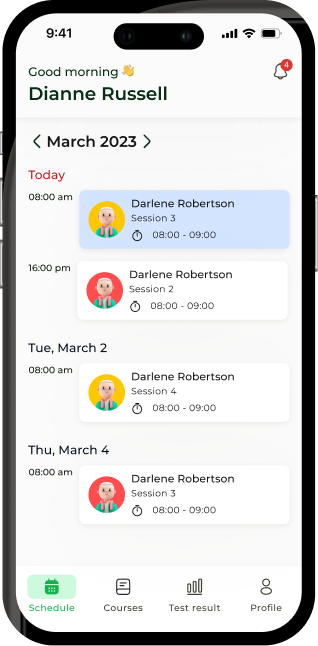 9:41
Good morning 👋
4
Dianne Russell
March 2023
Today
08:00 am
Darlene Robertson
Session 3
08:00 - 09:00
16:00 pm
Darlene Robertson
Session 2
08:00 - 09:00
Tue, March 2
08:00 am
Darlene Robertson
Session 4
08:00 - 09:00
Thu, March 4
08:00 am
Darlene Robertson
Session 3
08:00 - 09:00
Schedule Courses Test result Profile